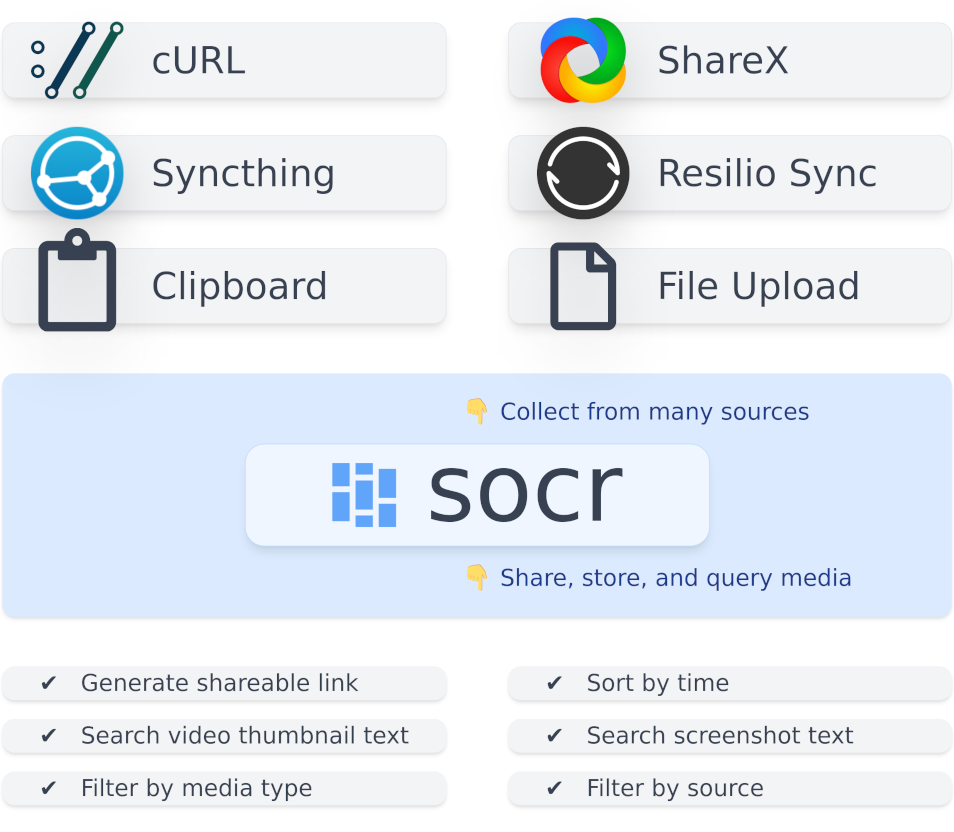 cURL
ShareX
Syncthing
Resilio Sync
Clipboard
File Upload
👇 Collect from many sources
socr
👇 Share, store, and query media
✔ Generate shareable link
✔ Sort by time
✔ Search video thumbnail text
✔ Search screenshot text
✔ Filter by media type
✔ Filter by source